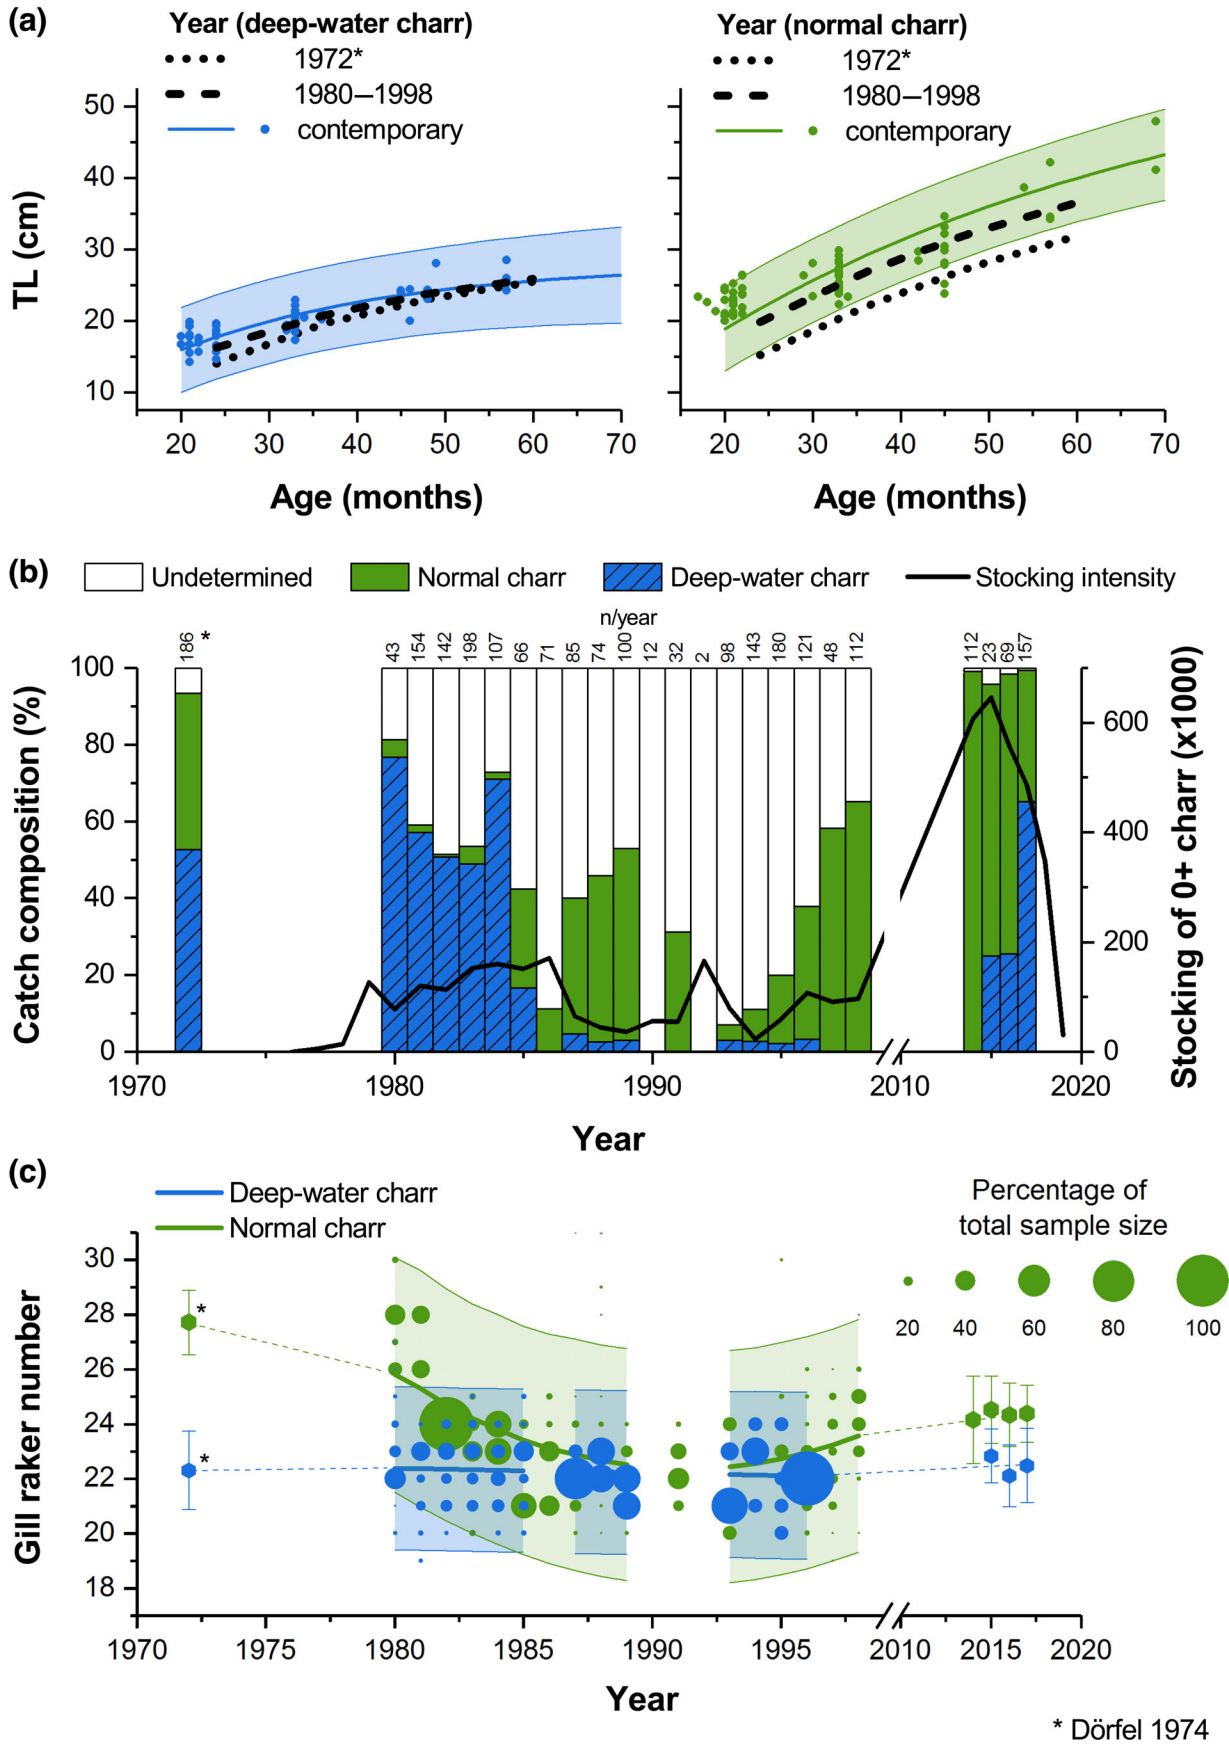 (a)
Year (deep-water charr)
1972*
1980–1998
contemporary
Year (normal charr)
1972*
1980–1998
contemporary
TL (cm)
50
40
30
20
10
20 30 40 50 60 70
20 30 40 50 60 70
Age (months)
Age (months)
(b)
Undetermined
Normal charr
Deep-water charr
Stocking intensity
n/year
186 * 43 154 142 198 107 66 71 85 74 100 12 32 2 98 143 180 121 48 112 112 23 69 157
Catch composition (%)
100
80
60
40
20
0
Stocking of 0+ charr (x1000)
600
400
200
0
1970 1980 1990 2010 2020
Year
(c)
Deep-water charr
Normal charr
Percentage of
total sample size
20 40 60 80 100
Gill raker number
30
28
26
24
22
20
18
*
*
1970 1975 1980 1985 1990 1995 2010 2015 2020
Year
* Dörfel 1974